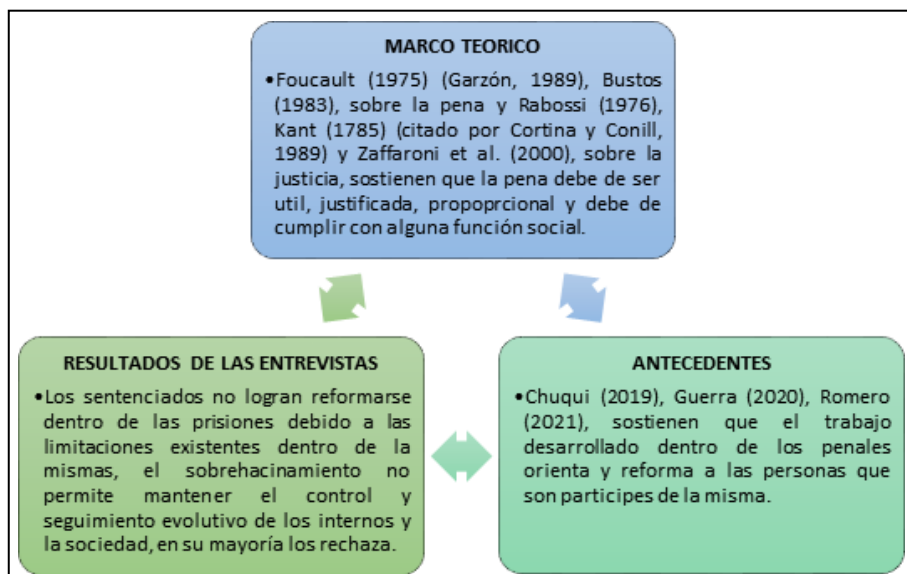 MARCO TEORICO
•Foucault (1975) (Garzón, 1989), Bustos
(1983), sobre la pena y Rabossi (1976),
Kant (1785) (citado por Cortina y Conill,
1989) y Zaffaroni et al. (2000), sobre la
justicia, sostienen que la pena debe de ser
util, justificada, propoprcional y debe de
cumplir con alguna función social.
RESULTADOS DE LAS ENTREVISTAS
•Los sentenciados no logran reformarse
dentro de las prisiones debido a las
limitaciones existentes dentro de la
mismas, el sobrehacinamiento no
permite mantener el control y
seguimiento evolutivo de los internos y
la sociedad, en su mayoría los rechaza.
ANTECEDENTES
•Chuqui (2019), Guerra (2020), Romero
(2021), sostienen que el trabajo
desarrollado dentro de los penales
orienta y reforma a las personas que
son participes de la misma.